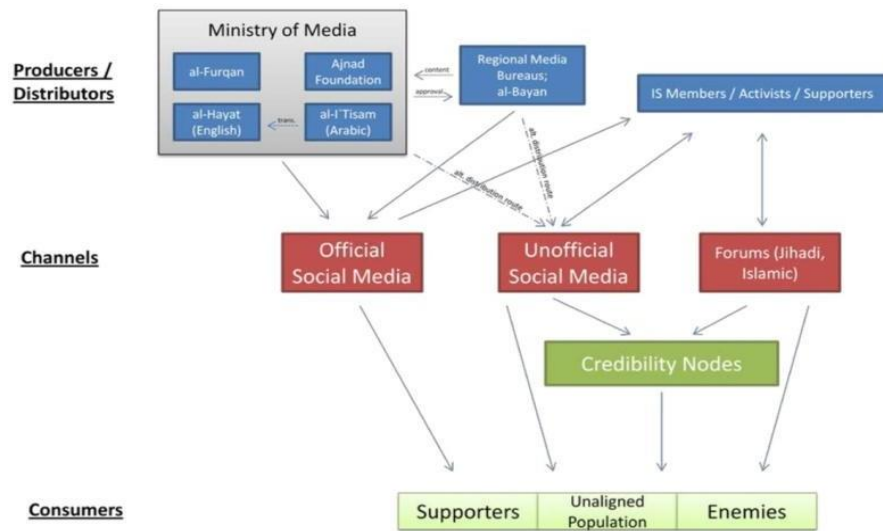 Ministry of Media
Producers /
Distributors
al-Furqan
Ajnad
Foundation
al-Hayat
(English)
trans.
al-I`Tisam
(Arabic)
content
approval
Regional Media
Bureaus;
al-Bayan
IS Members / Activists / Supporters
alt. distribution route
alt. distribution route
Channels
Official
Social Media
Unofficial
Social Media
Forums (Jihadi,
Islamic)
Credibility Nodes
Consumers
Supporters
Unaligned
Population
Enemies